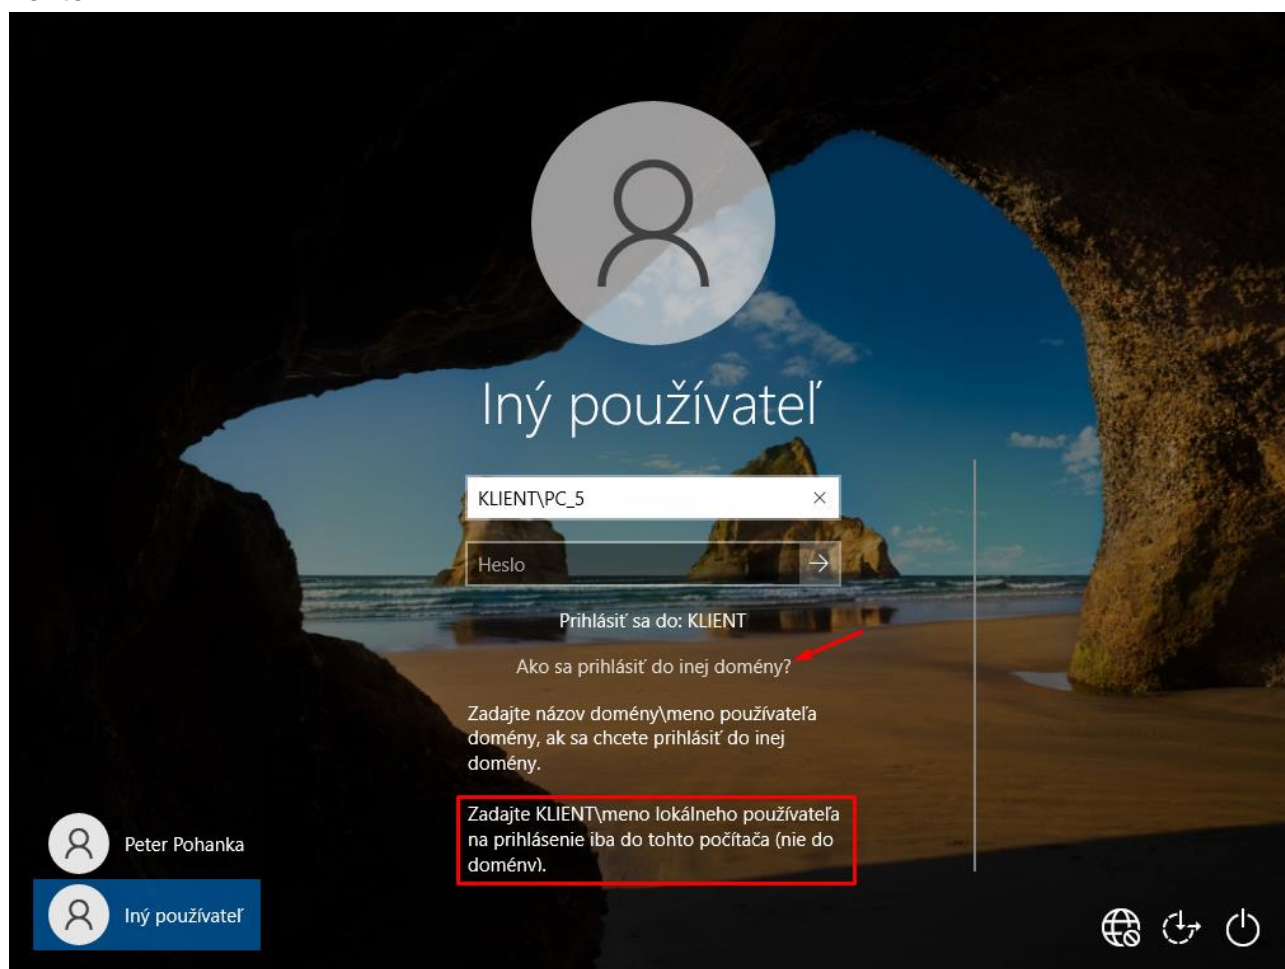 Iný používateľ
KLIENT\PC_5
Heslo
Prihlásiť sa do: KLIENT
Ako sa prihlásiť do inej domény?
Zadajte názov domény\meno používateľa
domény, ak sa chcete prihlásiť do inej
domény.
Zadajte KLIENT\meno lokálneho používateľa
na prihlásenie iba do tohto počítača (nie do
domény).
Peter Pohanka
Iný používateľ